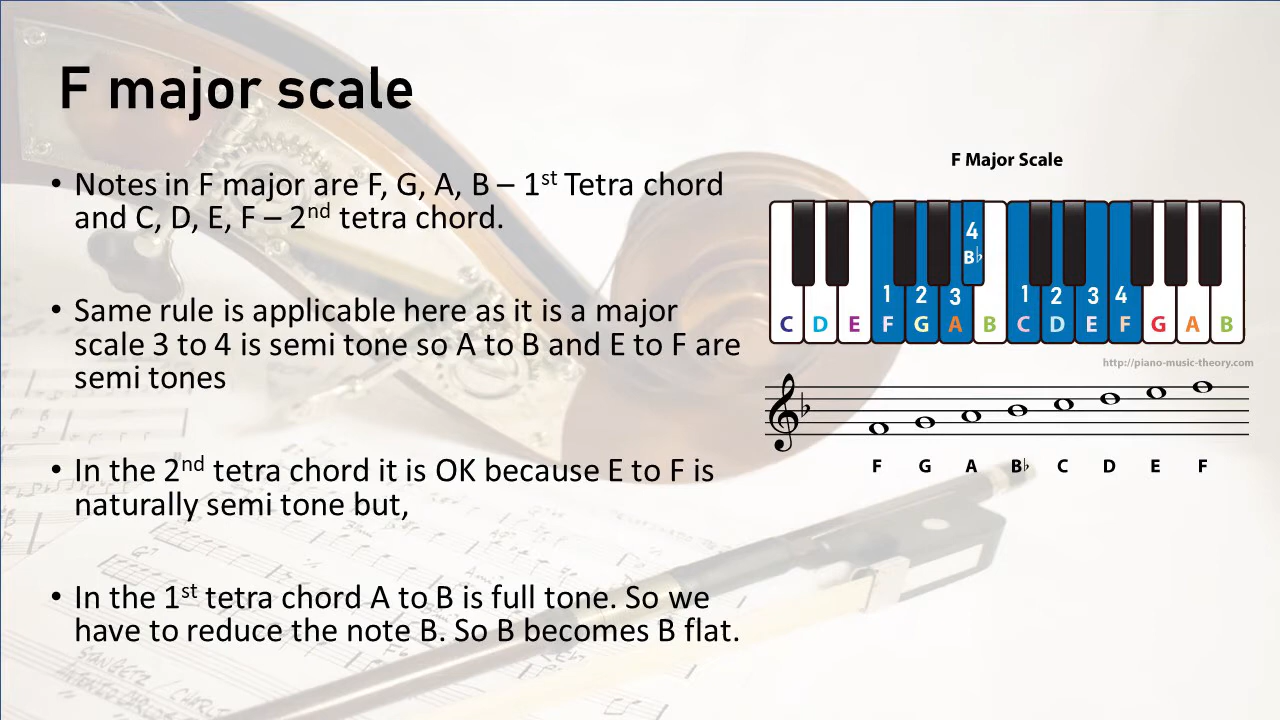 F major scale
• Notes in F major are F, G, A, B – 1st Tetra chord
and C, D, E, F – 2nd tetra chord.
• Same rule is applicable here as it is a major
scale 3 to 4 is semi tone so A to B and E to F are
semi tones
• In the 2nd tetra chord it is OK because E to F is
naturally semi tone but,
• In the 1st tetra chord A to B is full tone. So we
have to reduce the note B. So B becomes B flat.
F Major Scale
4
B♭
1 2 3 1 2 3 4
C D E F G A B C D E F G A B
http://piano-music-theory.com
F G A B♭ C D E F